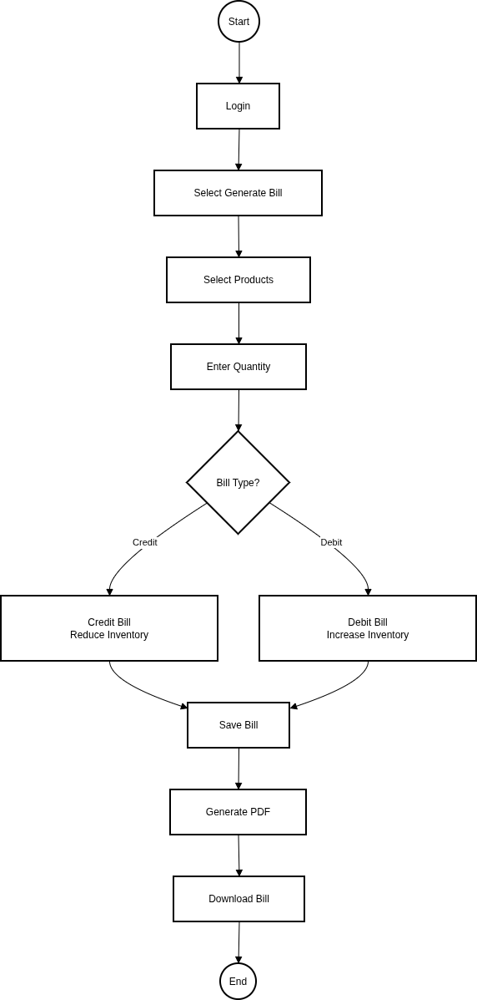 Start
Login
Select Generate Bill
Select Products
Enter Quantity
Bill Type?
Credit
Debit
Credit Bill
Reduce Inventory
Debit Bill
Increase Inventory
Save Bill
Generate PDF
Download Bill
End